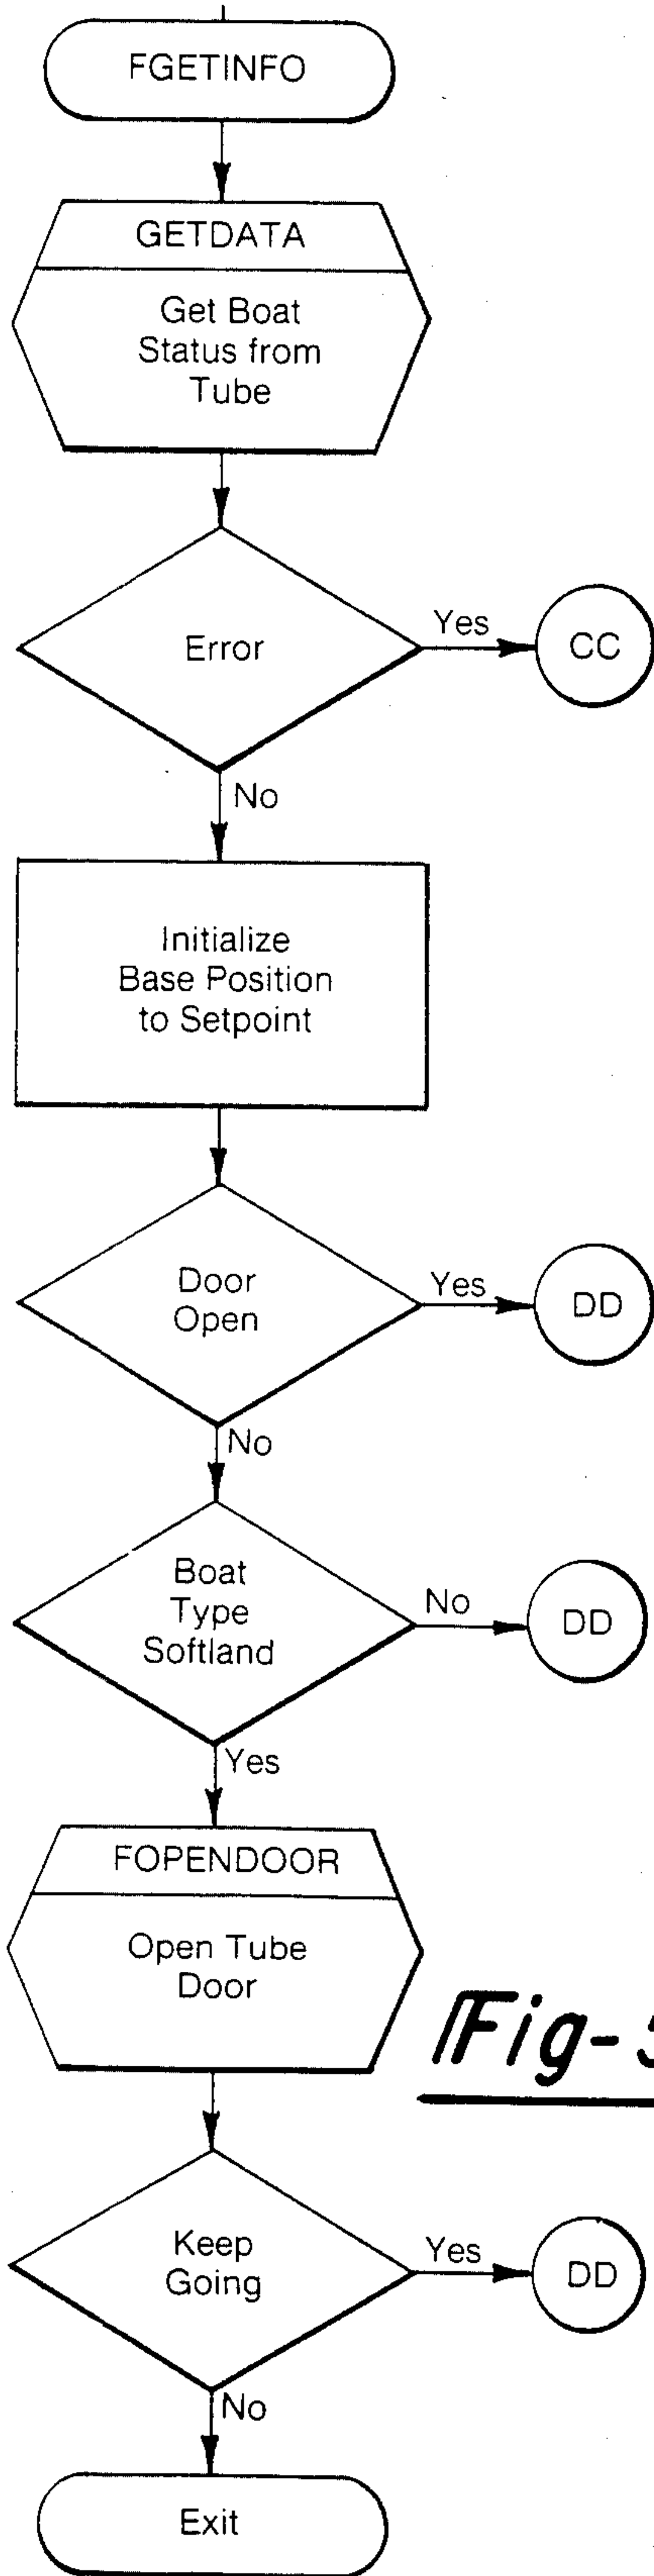 FGETINFO
GETDATA
Get Boat
Status from
Tube
Error
Yes
CC
No
Initialize
Base Position
to Setpoint
Door
Open
Yes
DD
No
Boat
Type
Softland
No
DD
Yes
FOPENDOOR
Open Tube
Door
Fig-
Keep
Going
Yes
DD
No
Exit